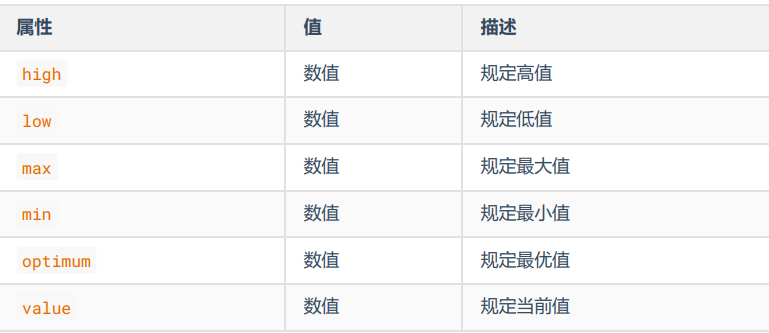 属性 值 描述
high 数值 规定高值
low 数值 规定低值
max 数值 规定最大值
min 数值 规定最小值
optimum 数值 规定最优值
value 数值 规定当前值